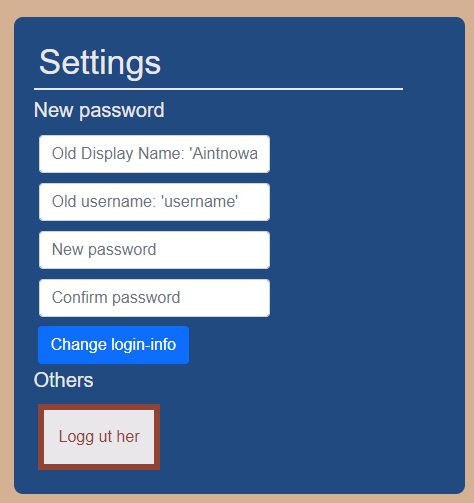 Settings
New password
Old Display Name: 'Aintnowa
Old username: 'username'
New password
Confirm password
Change login-info
Others
Logg ut her